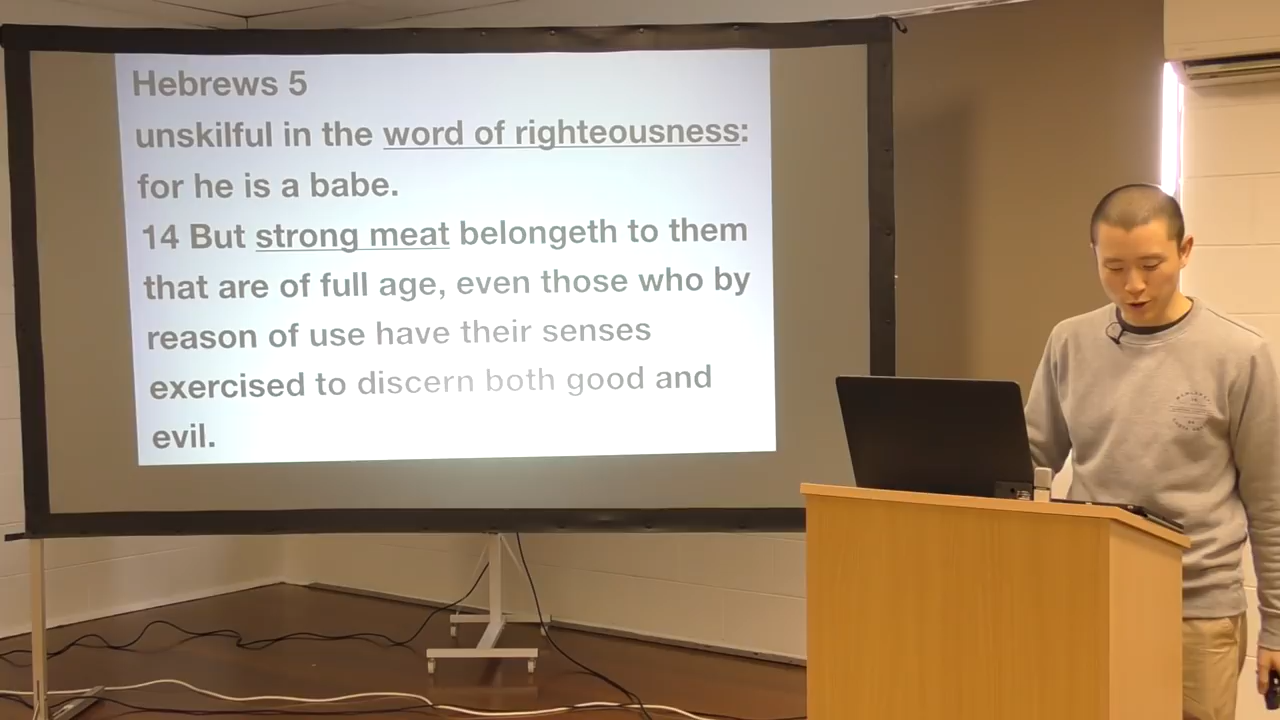 Hebrews 5
unskilful in the word of righteousness:
for he is a babe.
14 But strong meat belongeth to them
that are of full age, even those who by
reason of use have their senses
exercised to discern both good and
evil.